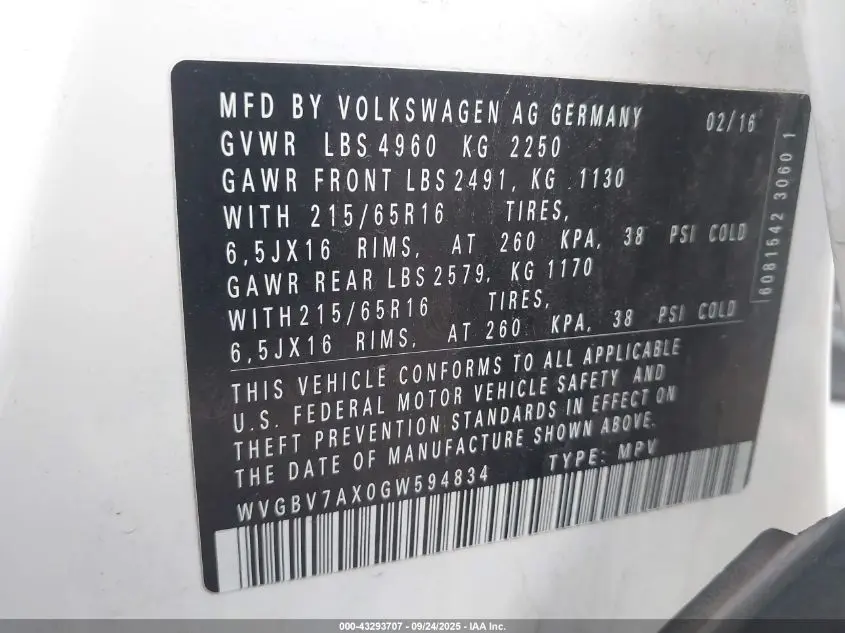 MFD BY VOLKSWAGEN AG GERMANY 02/16
GVWR LBS 4960 KG 2250
GAWR FRONT LBS 2491, KG 1130
WITH 215/65R16 TIRES,
6,5JX16 RIMS, AT 260 KPA, 38 PSI COLD
GAWR REAR LBS 2579, KG 1170
WITH 215/65R16 TIRES,
6,5JX16 RIMS, AT 260 KPA, 38 PSI COLD
THIS VEHICLE CONFORMS TO ALL APPLICABLE
U.S. FEDERAL MOTOR VEHICLE SAFETY AND
THEFT PREVENTION STANDARDS IN EFFECT ON
THE DATE OF MANUFACTURE SHOWN ABOVE.
WVGBV7AX0GW594834 TYPE: MPV
6081542 3060 1
000-43293707 - 09/24/2025 - IAA Inc.